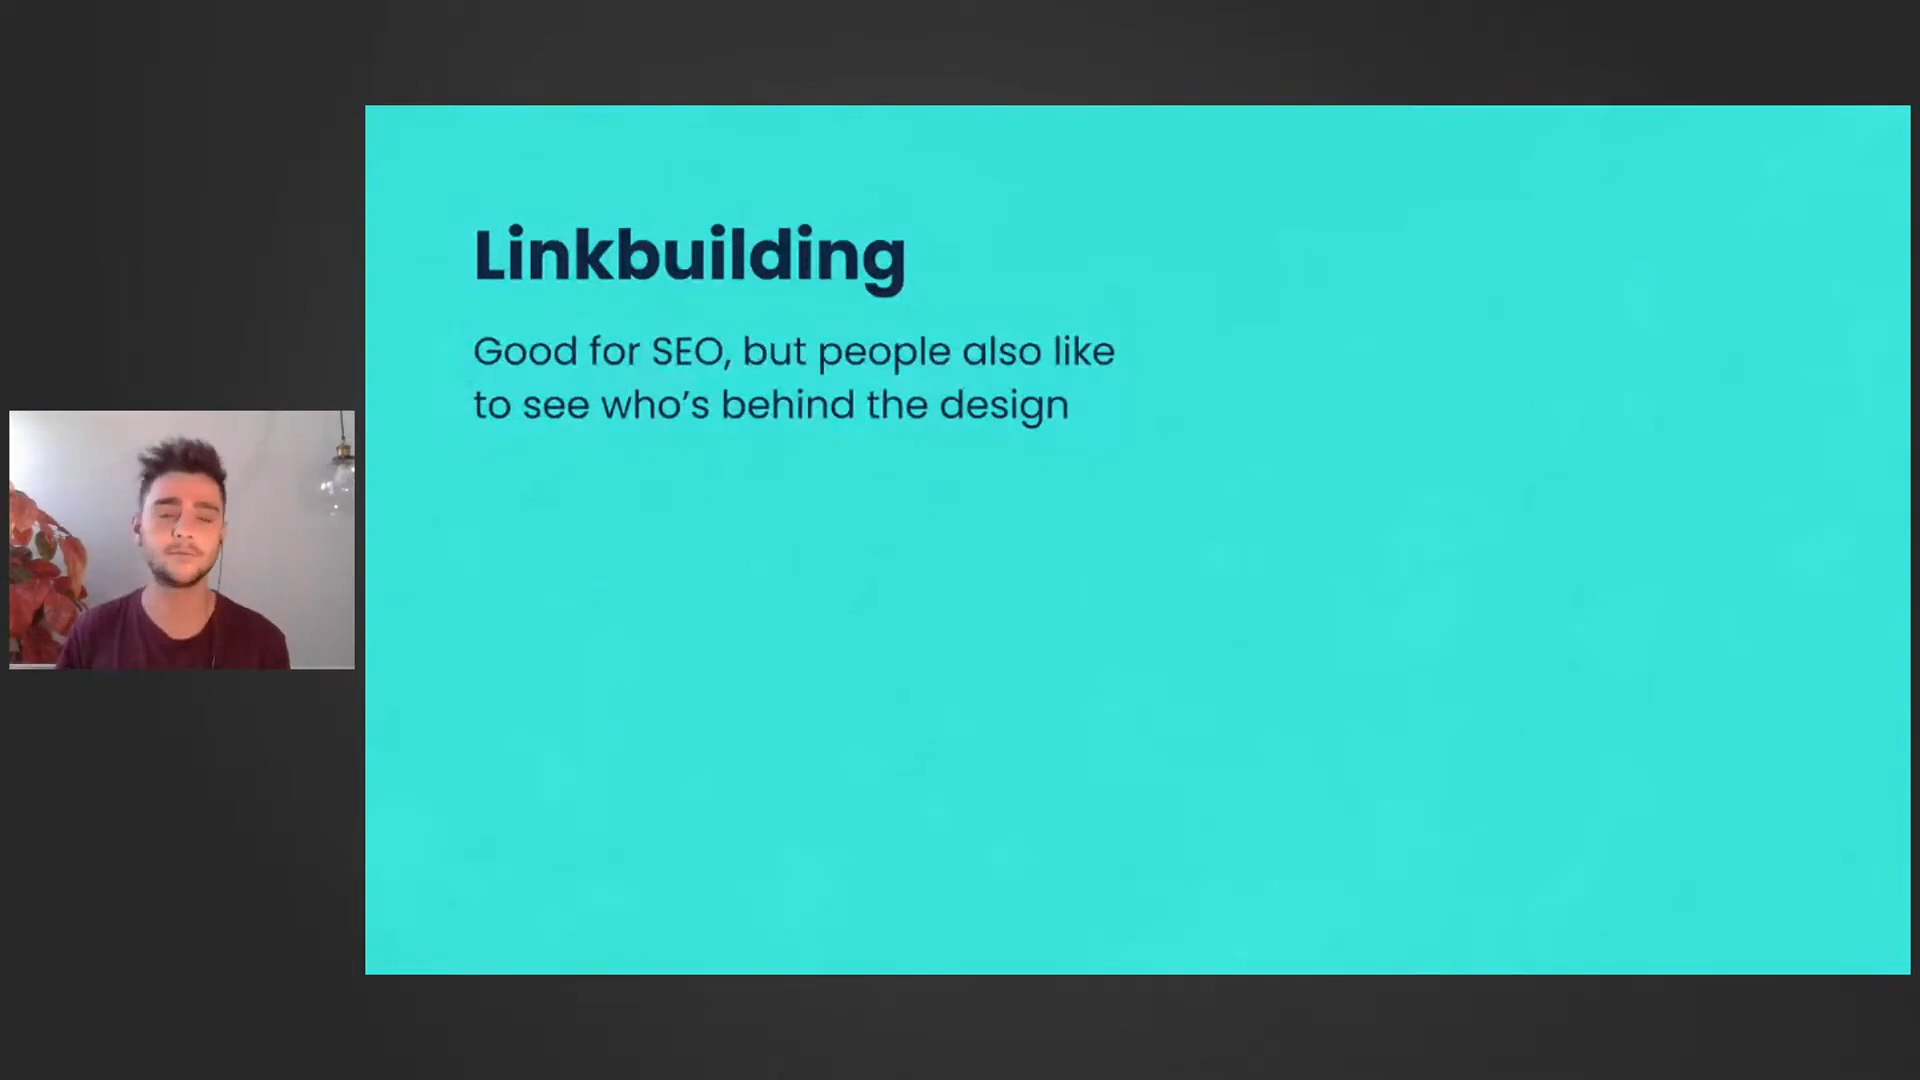 Linkbuilding
Good for SEO, but people also like
to see who’s behind the design